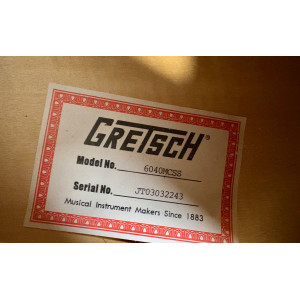 GRETSCH®
Model No. 6040MCSS
Serial No. JT03032243
Musical Instrument Makers Since 1883